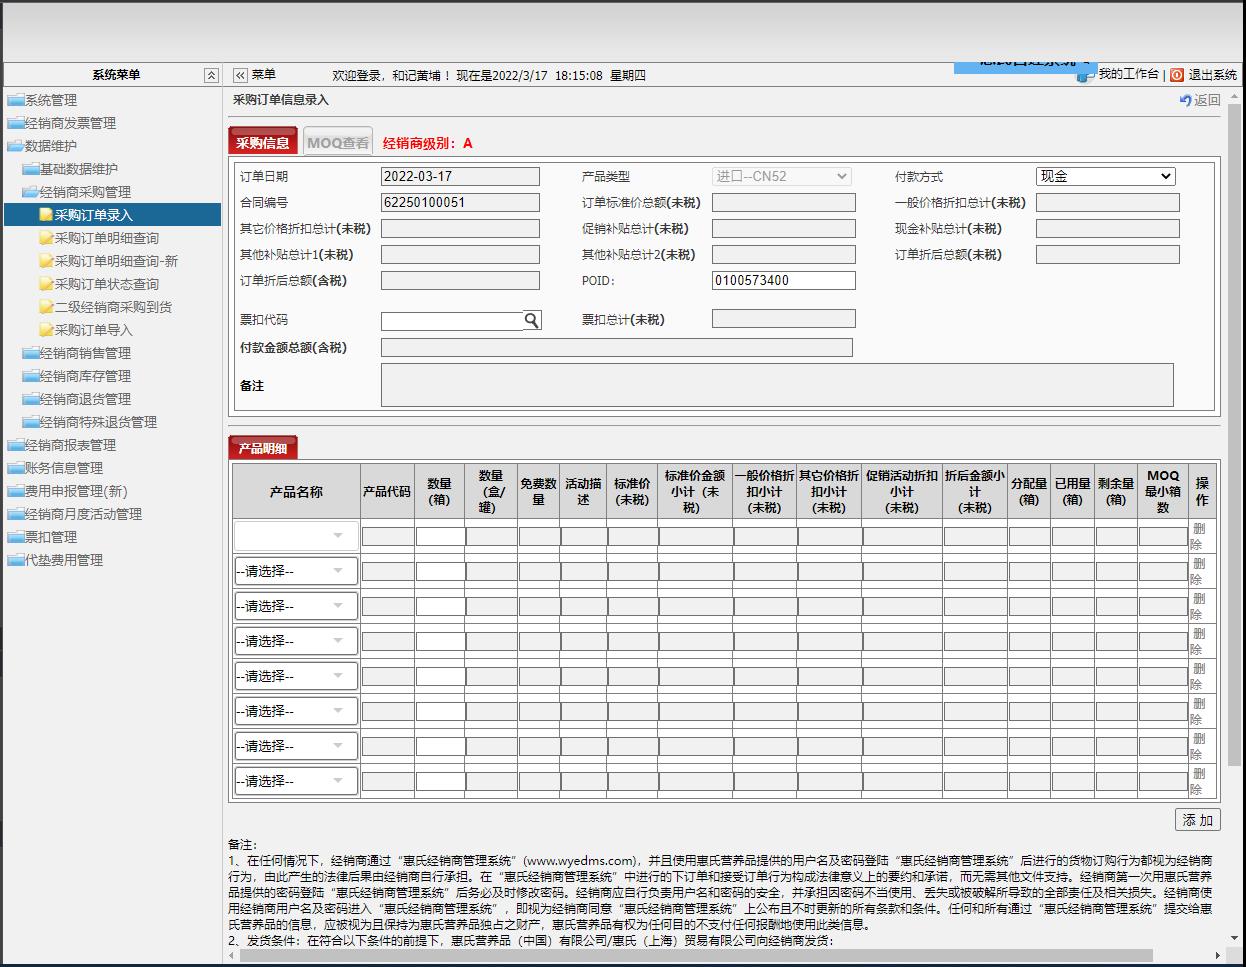 系统菜单
菜单
欢迎登录，和记黄埔！现在是2022/3/17 18:15:08 星期四
我的工作台
退出系统
系统管理
经销商发票管理
数据维护
基础数据维护
经销商采购管理
采购订单录入
采购订单明细查询
采购订单明细查询-新
采购订单状态查询
二级经销商采购到货
采购订单导入
经销商销售管理
经销商库存管理
经销商退货管理
经销商特殊退货管理
经销商报表管理
账务信息管理
费用申报管理(新)
经销商月度活动管理
票扣管理
代垫费用管理
采购订单信息录入
返回
采购信息
MOQ查看
经销商级别：A
订单日期 2022-03-17 产品类型 进口--CN52 付款方式 现金
合同编号 62250100051 订单标准价总额(未税) 一般价格折扣总计(未税)
其它价格折扣总计(未税) 促销补贴总计(未税) 现金补贴总计(未税)
其他补贴总计1(未税) 其他补贴总计2(未税) 订单折后总额(未税)
订单折后总额(含税) POID: 0100573400
票扣代码 票扣总计(未税)
付款金额总额(含税)
备注
产品明细
产品名称
产品代码
数量
(箱)
数量
（盒/
罐）
免费数
量
活动描
述
标准价
(未税)
标准价金额
小计（未
税）
一般价格折
扣小计
（未税）
其它价格折
扣小计
（未税）
促销活动折扣
小计
（未税）
折后金额小
计
（未税）
分配量
(箱)
已用量
(箱)
剩余量
(箱)
MOQ
最小箱
数
操
作
删
除
--请选择--
删
除
--请选择--
删
除
--请选择--
删
除
--请选择--
删
除
--请选择--
删
除
--请选择--
删
除
--请选择--
删
除
添 加
备注:
1、在任何情况下，经销商通过“惠氏经销商管理系统”(www.wyedms.com)，并且使用惠氏营养品提供的用户名及密码登陆“惠氏经销商管理系统”后进行的货物订购行为都视为经销商
行为，由此产生的法律后果由经销商自行承担。在“惠氏经销商管理系统”中进行的下订单和接受订单行为构成法律意义上的要约和承诺，而无需其他文件支持。经销商第一次用惠氏营养
品提供的密码登陆“惠氏经销商管理系统”后务必及时修改密码。经销商应自行负责用户名和密码的安全，并承担因密码不当使用、丢失或被破解所导致的全部责任及相关损失。经销商使
用经销商用户名及密码进入“惠氏经销商管理系统”，即视为经销商同意“惠氏经销商管理系统”上公布且不时更新的所有条款和条件。任何和所有通过“惠氏经销商管理系统”提交给惠
氏营养品的信息，应被视为且保持为惠氏营养品独占之财产，惠氏营养品有权为任何目的不支付任何报酬地使用此类信息。
2、发货条件：在符合以下条件的前提下，惠氏营养品（中国）有限公司/惠氏（上海）贸易有限公司向经销商发货: